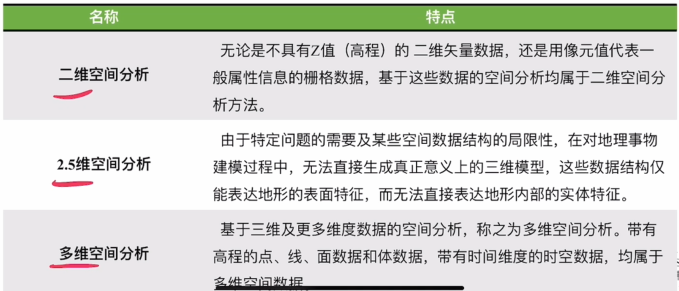 名称 特点
无论是不具有Z值（高程）的 二维矢量数据，还是用像元值代表一
二维空间分析 般属性信息的栅格数据，基于这些数据的空间分析均属于二维空间分
析方法。
由于特定问题的需要及某些空间数据结构的局限性，在对地理事物
2.5维空间分析 建模过程中，无法直接生成真正意义上的三维模型，这些数据结构仅
能表达地形的表面特征，而无法直接表达地形内部的实体特征。
基于三维及更多维度数据的空间分析，称之为多维空间分析。带有
多维空间分析 高程的点、线、面数据和体数据，带有时间维度的时空数据，均属于
多维空间数据。